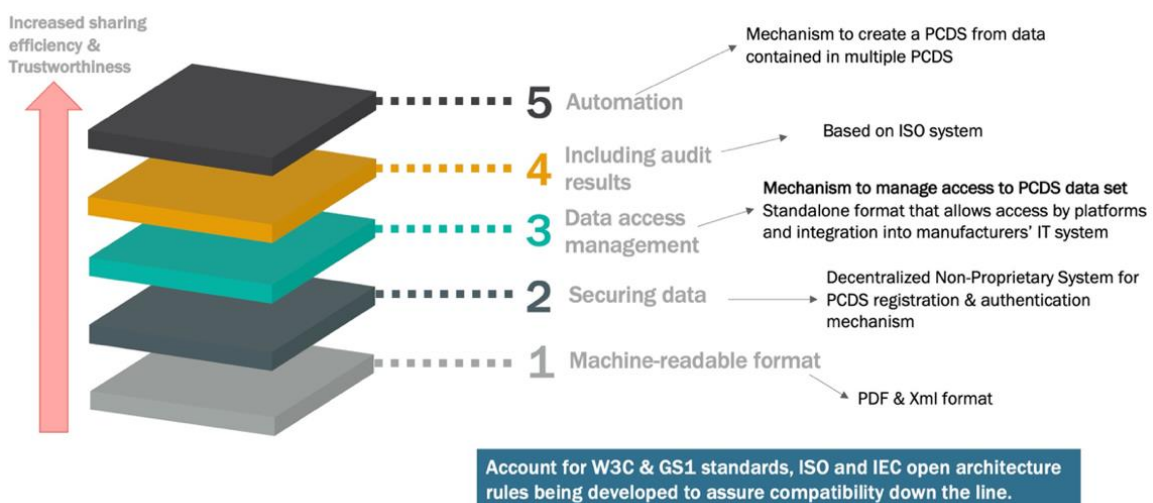 Increased sharing
efficiency &
Trustworthiness
Mechanism to create a PCDS from data
contained in multiple PCDS
5 Automation
Based on ISO system
4 Including audit
results
Mechanism to manage access to PCDS data set
Standalone format that allows access by platforms
and integration into manufacturers’ IT system
3 Data access
management
Decentralized Non-Proprietary System for
PCDS registration & authentication
mechanism
2 Securing data
1 Machine-readable format
PDF & Xml format
Account for W3C & GS1 standards, ISO and IEC open architecture
rules being developed to assure compatibility down the line.